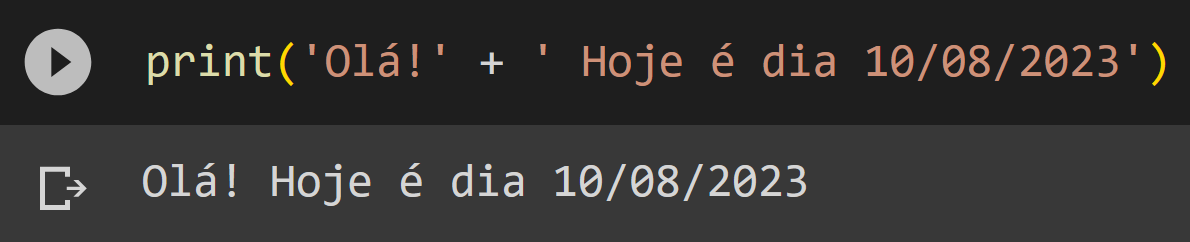 print('Olá!' + ' Hoje é dia 10/08/2023')
Olá! Hoje é dia 10/08/2023